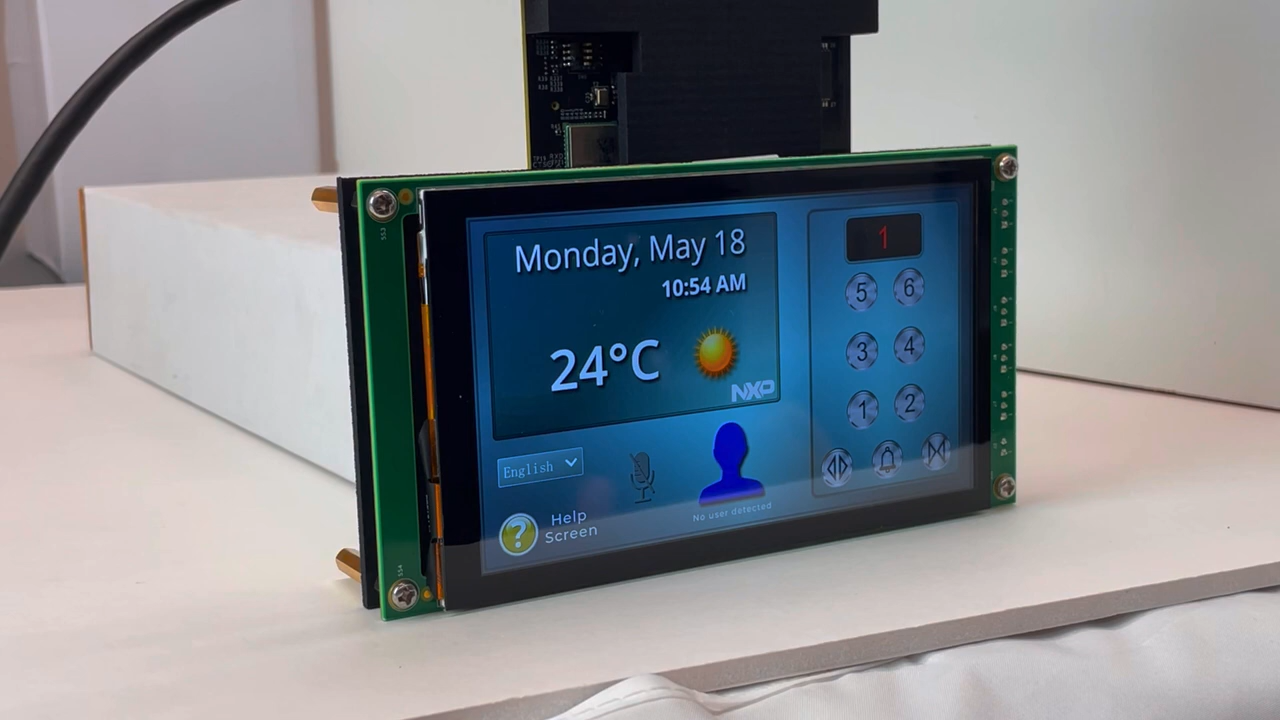 Monday, May 18
10:54 AM
24°C
NXP
English
Help
Screen
No user detected
1
5 6
3 4
1 2